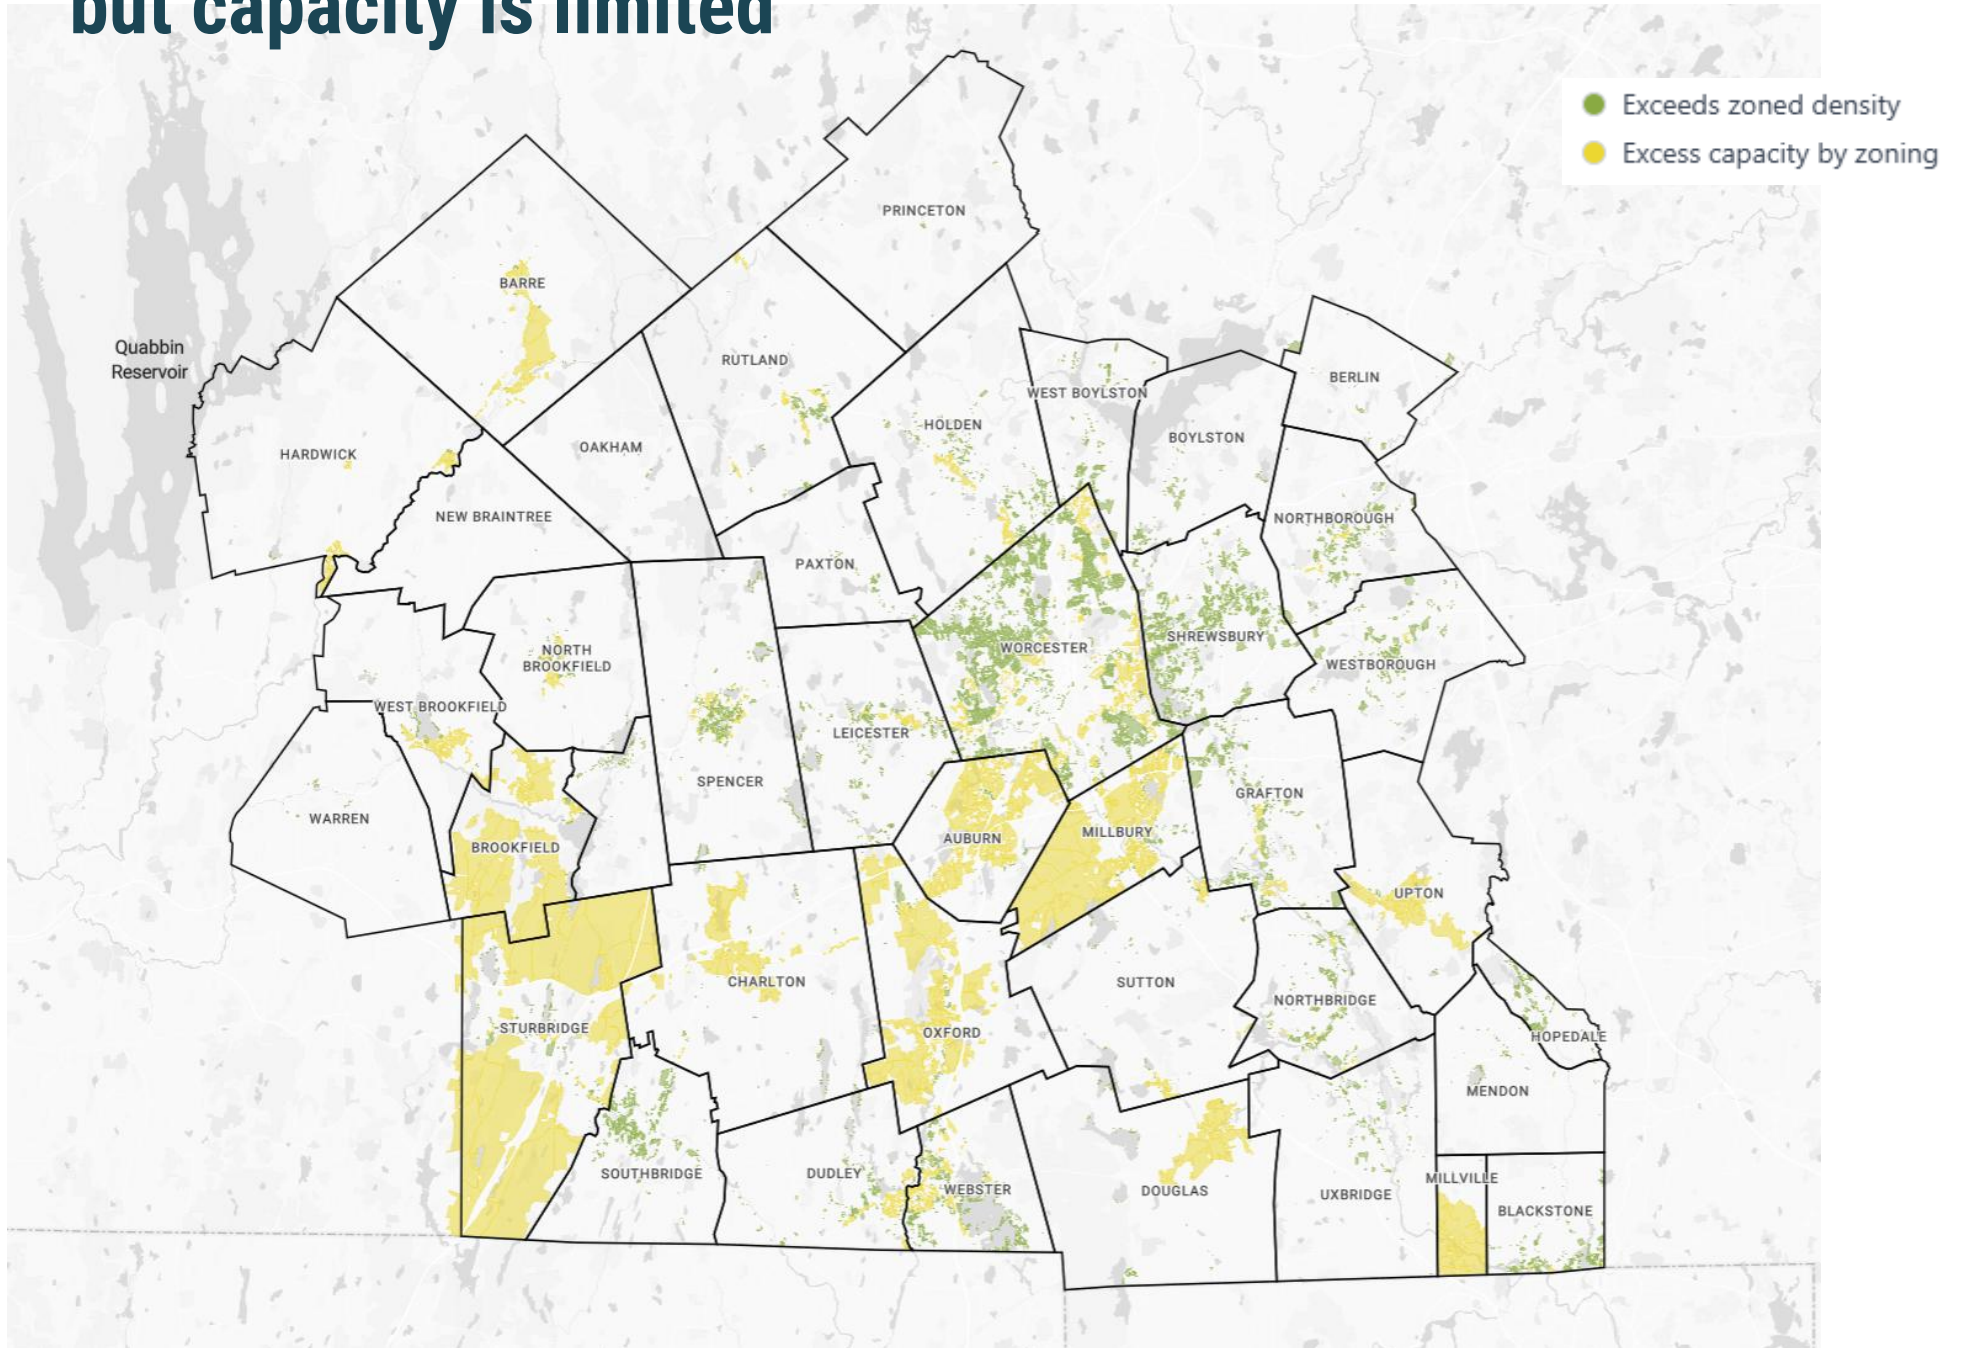 but capacity is limited
Exceeds zoned density
Excess capacity by zoning
PRINCETON
BARRE
Quabbin
Reservoir
RUTLAND
BERLIN
WEST BOYLSTON
HOLDEN
BOYLSTON
OAKHAM
HARDWICK
NEW BRAINTREE
NORTHBOROUGH
PAXTON
SHREWSBURY
WORCESTER
NORTH
BROOKFIELD
WESTBOROUGH
WEST BROOKFIELD
LEICESTER
SPENCER
GRAFTON
WARREN
MILLBURY
AUBURN
BROOKFIELD
UPTON
CHARLTON
SUTTON
NORTHBRIDGE
STURBRIDGE
OXFORD
HOPEDALE
MENDON
SOUTHBRIDGE
DUDLEY
MILLVILLE
WEBSTER
DOUGLAS
UXBRIDGE
BLACKSTONE